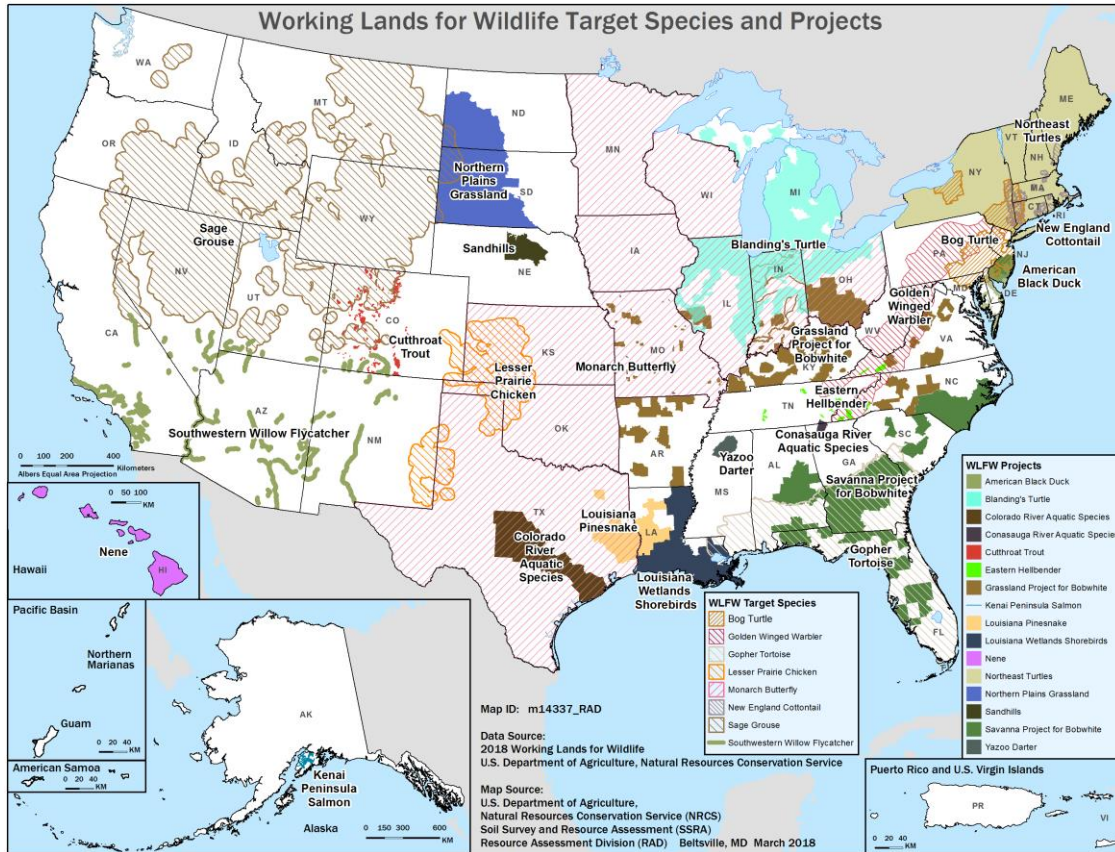 Working Lands for Wildlife Target Species and Projects
WA
MT
ND
OR
ID
MN
ME
Northeast
Turtles
VT
NH
NY
WI
MI
SD
Northern
Plains
Grassland
WY
MA
CT
RI
New England
Cottontail
Sage
Grouse
Sandhills
NE
IA
Blanding's Turtle
Bog Turtle
PA
NJ
American
Black Duck
NV
UT
CA
CO
Cutthroat
Trout
IL
IN
OH
MD
DE
Golden
Winged
Warbler
WV
VA
Grassland
Project for
Bobwhite
KS
MO
KY
Lesser
Prairie
Chicken
Monarch Butterfly
Eastern
Hellbender
NC
TN
AZ
NM
OK
AR
Southwestern Willow Flycatcher
Conasauga River
Aquatic Species
SC
Yazoo
Darter
MS
AL
GA
Savanna Project
for Bobwhite
0 100 200 400
Kilometers
Albers Equal Area Projection
TX
Louisiana
Pinesnake
LA
Colorado
River
Aquatic
Species
Louisiana
Wetlands
Shorebirds
Gopher
Tortoise
FL
0 50 100
KM
Nene
Hawaii
HI
Pacific Basin
Northern
Marianas
Guam
0 20 40
KM
American Samoa
0 20 40
KM
AK
Kenai
Peninsula
Salmon
Alaska
0 150 300 600
KM
WLFW Target Species
Bog Turtle
Golden Winged Warbler
Gopher Tortoise
Lesser Prairie Chicken
Monarch Butterfly
New England Cottontail
Sage Grouse
Southwestern Willow Flycatcher
WLFW Projects
American Black Duck
Blanding's Turtle
Colorado River Aquatic Species
Conasauga River Aquatic Specie
Cutthroat Trout
Eastern Hellbender
Grassland Project for Bobwhite
Kenai Peninsula Salmon
Louisiana Pinesnake
Louisiana Wetlands Shorebirds
Nene
Northeast Turtles
Northern Plains Grassland
Sandhills
Savanna Project for Bobwhite
Yazoo Darter
Map ID: m14337_RAD
Data Source:
2018 Working Lands for Wildlife
U.S. Department of Agriculture, Natural Resources Conservation Service
Map Source:
U.S. Department of Agriculture,
Natural Resources Conservation Service (NRCS)
Soil Survey and Resource Assessment (SSRA)
Resource Assessment Division (RAD) Beltsville, MD March 2018
Puerto Rico and U.S. Virgin Islands
PR
VI
0 20 40
KM